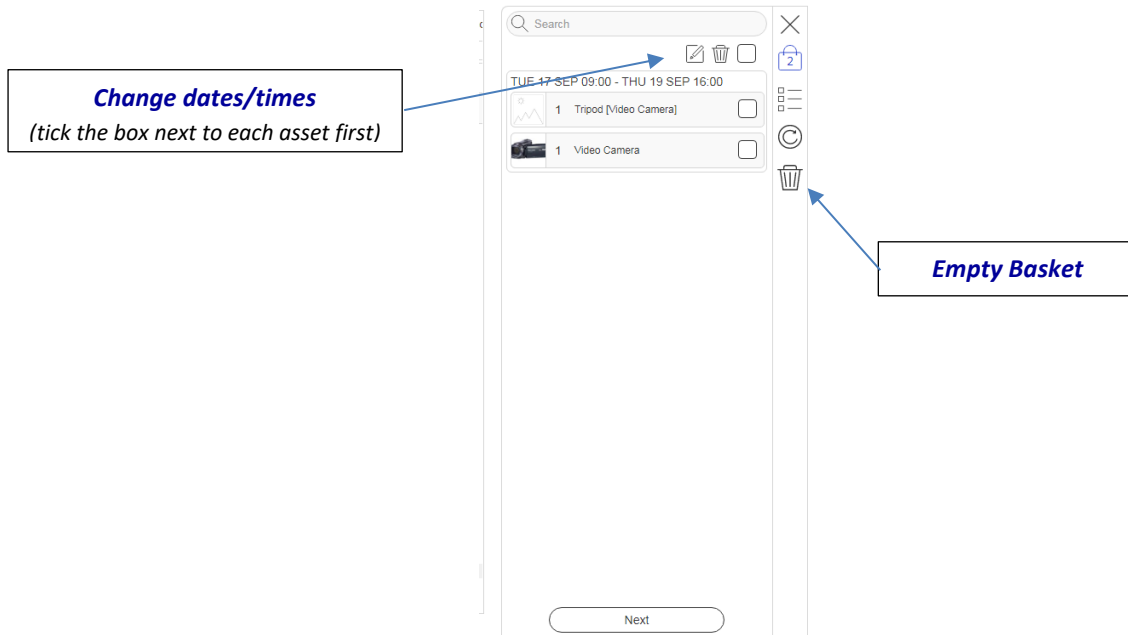 Search
2
TUE 17 SEP 09:00 - THU 19 SEP 16:00
Change dates/times
(tick the box next to each asset first)
1 Tripod [Video Camera]
1 Video Camera
Empty Basket
Next